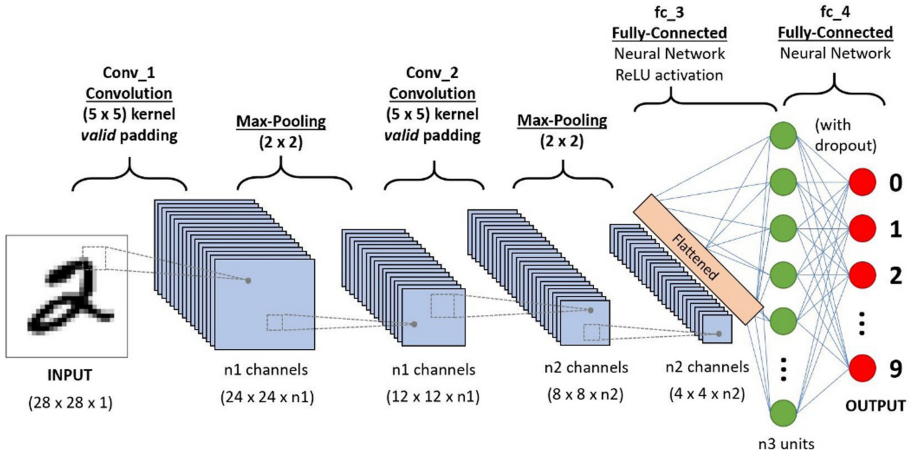 Conv_1
Convolution
(5 x 5) kernel
valid padding
Max-Pooling
(2 x 2)
Conv_2
Convolution
(5 x 5) kernel
valid padding
Max-Pooling
(2 x 2)
fc_3
Fully-Connected
Neural Network
ReLU activation
fc_4
Fully-Connected
Neural Network
(with
dropout)
Flattened
0
1
2
9
OUTPUT
2
INPUT
(28 x 28 x 1)
n1 channels
(24 x 24 x n1)
n1 channels
(12 x 12 x n1)
n2 channels
(8 x 8 x n2)
n2 channels
(4 x 4 x n2)
n3 units